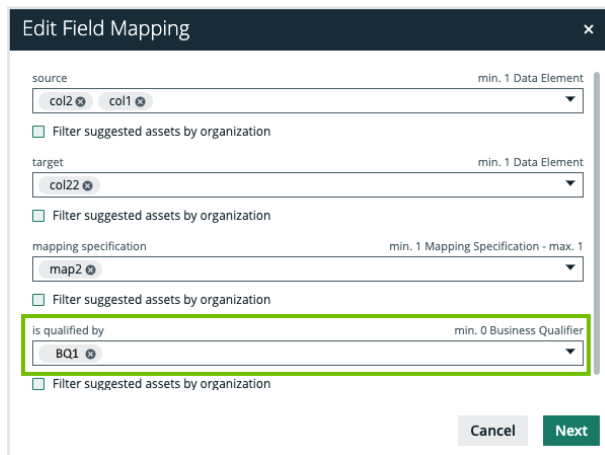 Edit Field Mapping ×
source min. 1 Data Element
col2 col1
Filter suggested assets by organization
target min. 1 Data Element
col22
Filter suggested assets by organization
mapping specification min. 1 Mapping Specification - max. 1
map2
Filter suggested assets by organization
is qualified by min. 0 Business Qualifier
BQ1
Filter suggested assets by organization
Cancel Next